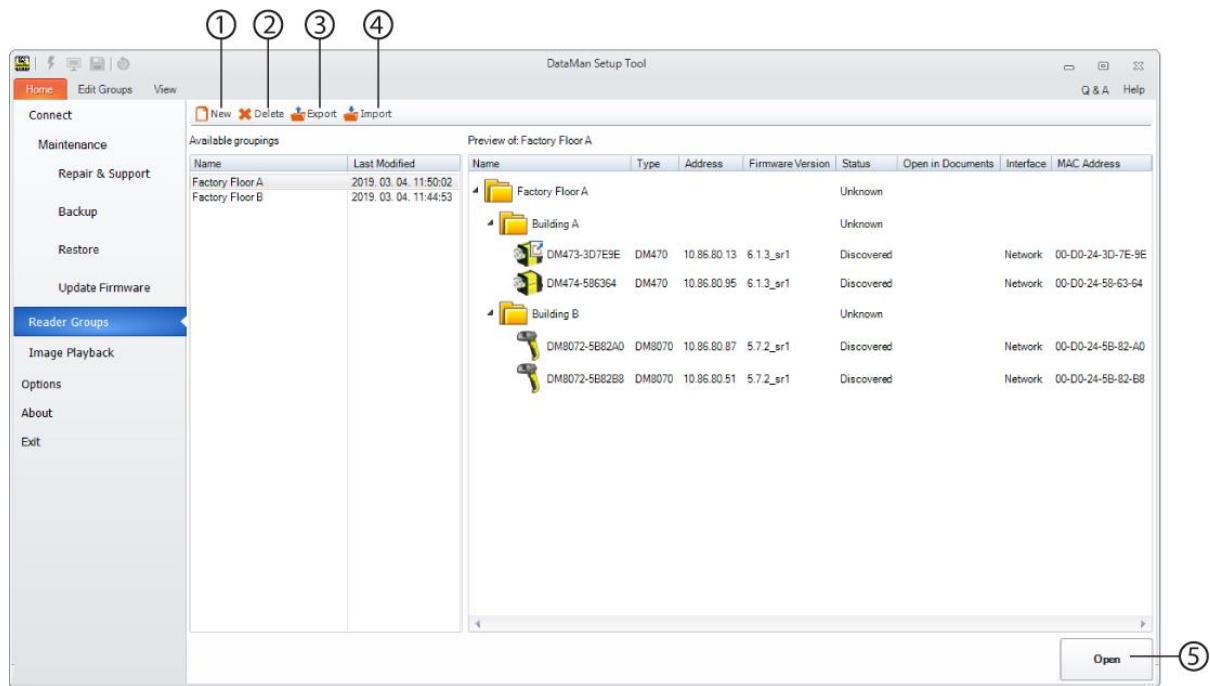 ① ② ③ ④
DataMan Setup Tool
Home Edit Groups View Q & A Help
Connect
Maintenance
Repair & Support
Backup
Restore
Update Firmware
Reader Groups
Image Playback
Options
About
Exit
New Delete Export Import
Available groupings
Name Last Modified
Factory Floor A 2019. 03. 04. 11:50:02
Factory Floor B 2019. 03. 04. 11:44:53
Preview of: Factory Floor A
Name Type Address Firmware Version Status Open in Documents Interface MAC Address
Factory Floor A Unknown
Building A Unknown
DM473-3D7E9E DM470 10.86.80.13 6.1.3_sr1 Discovered Network 00-D0-24-3D-7E-9E
DM474-586364 DM470 10.86.80.95 6.1.3_sr1 Discovered Network 00-D0-24-58-63-64
Building B Unknown
DM8072-5B82A0 DM8070 10.86.80.87 5.7.2_sr1 Discovered Network 00-D0-24-5B-82-A0
DM8072-5B82B8 DM8070 10.86.80.51 5.7.2_sr1 Discovered Network 00-D0-24-5B-82-B8
Open ⑤